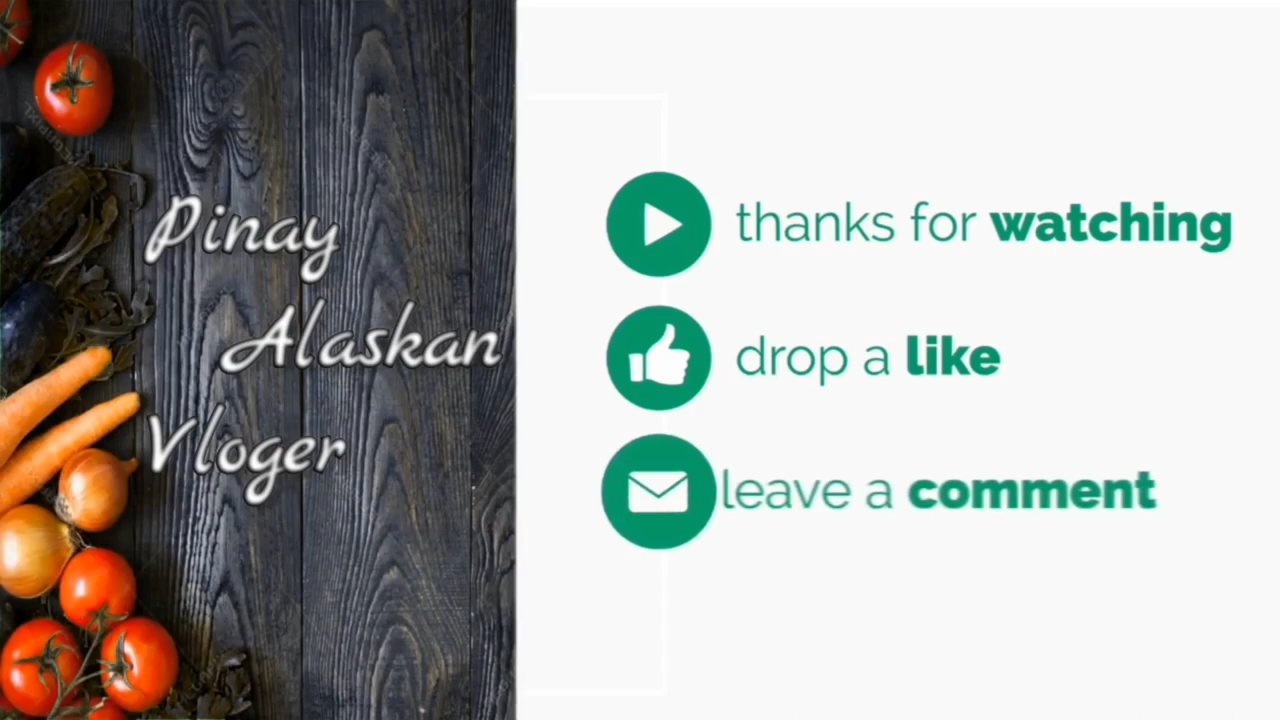 Pinay
Alaskan
Vloger
thanks for watching
drop a like
leave a comment